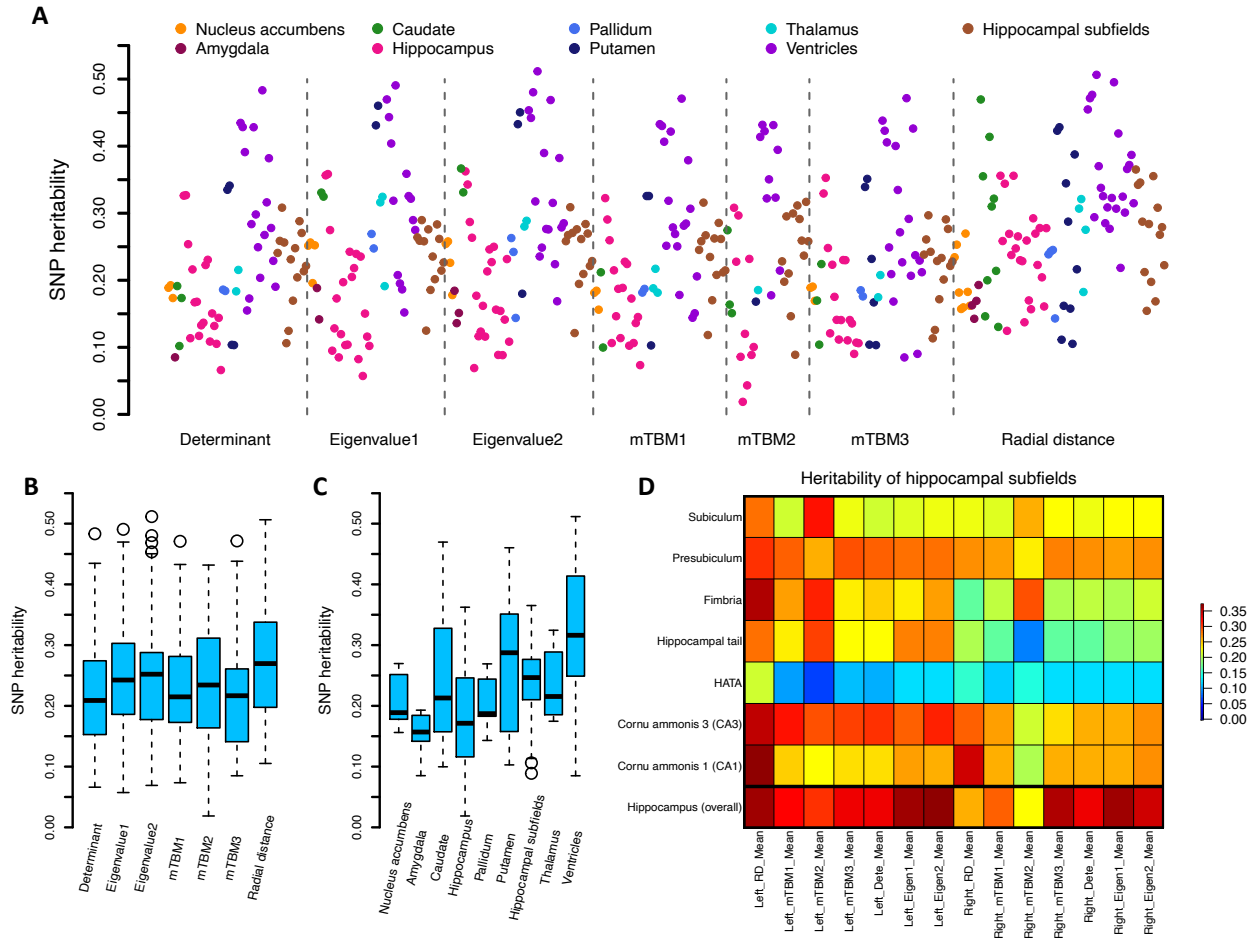 A
Nucleus accumbens
Caudate
Pallidum
Thalamus
Hippocampal subfields
Amygdala
Hippocampus
Putamen
Ventricles
SNP heritability
0.50
0.40
0.30
0.20
0.10
0.00
Determinant
Eigenvalue1
Eigenvalue2
mTBM1
mTBM2
mTBM3
Radial distance
B
SNP heritability
0.50
0.40
0.30
0.20
0.10
0.00
Determinant
Eigenvalue1
Eigenvalue2
mTBM1
mTBM2
mTBM3
Radial distance
C
SNP heritability
0.50
0.40
0.30
0.20
0.10
0.00
Nucleus accumbens
Amygdala
Caudate
Hippocampus
Pallidum
Putamen
Hippocampal subfields
Thalamus
Ventricles
D
Heritability of hippocampal subfields
Subiculum
Presubiculum
Fimbria
Hippocampal tail
HATA
Cornu ammonis 3 (CA3)
Cornu ammonis 1 (CA1)
Hippocampus (overall)
Left_RD_Mean
Left_mTBM1_Mean
Left_mTBM2_Mean
Left_mTBM3_Mean
Left_Dete_Mean
Left_Eigen1_Mean
Left_Eigen2_Mean
Right_RD_Mean
Right_mTBM1_Mean
Right_mTBM2_Mean
Right_mTBM3_Mean
Right_Dete_Mean
Right_Eigen1_Mean
Right_Eigen2_Mean
0.35
0.30
0.25
0.20
0.15
0.10
0.05
0.00